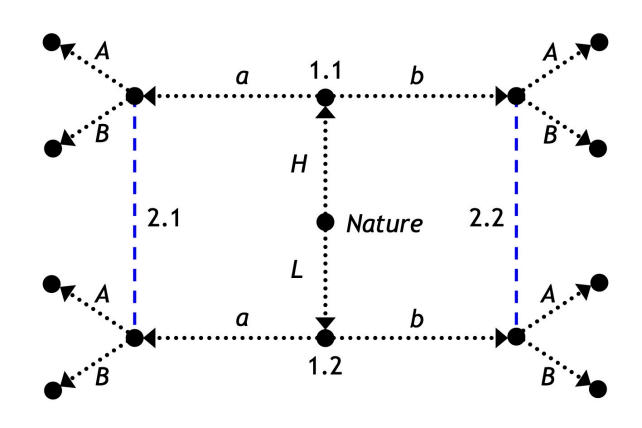 A a 1.1 b A
B B
H
2.1 Nature 2.2
L
A a b A
B 1.2 B